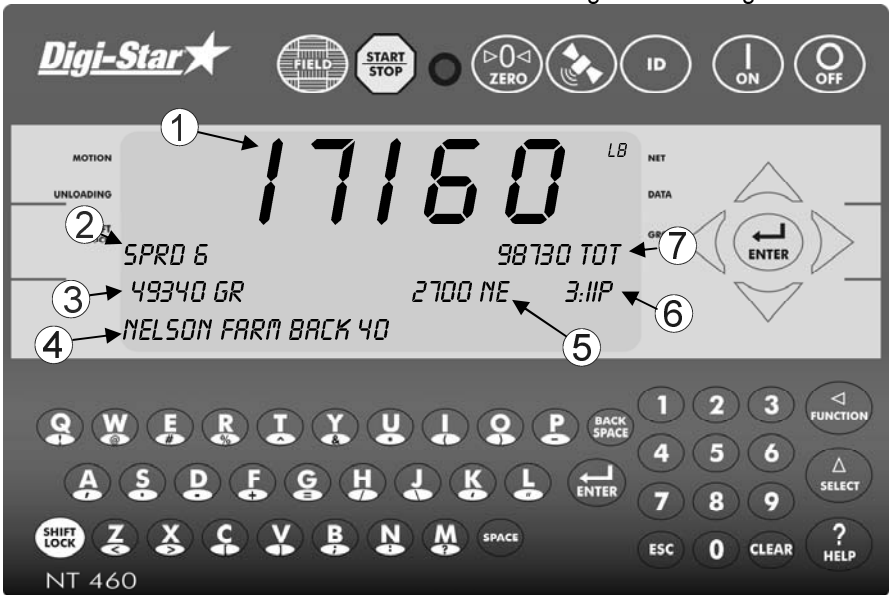 Digi-Star
FIELD
START STOP
0 ZERO
ID
ON
OFF
1
17160 LB
MOTION
NET
UNLOADING
DATA
2
SPRD 6
98730 TOT
7
3
49340 GR
2700 NE
3:11P
6
ENTER
4
NELSON FARM BACK 40
5
Q W E R T Y U I O P BACK SPACE
! @ # % ^ & * ( ) -
A S D F G H J K L ENTER
SHIFT LOCK Z X C V B N M SPACE
< > [ | ; : ?
1 2 3 FUNCTION
4 5 6 SELECT
7 8 9
ESC 0 CLEAR ? HELP
NT 460